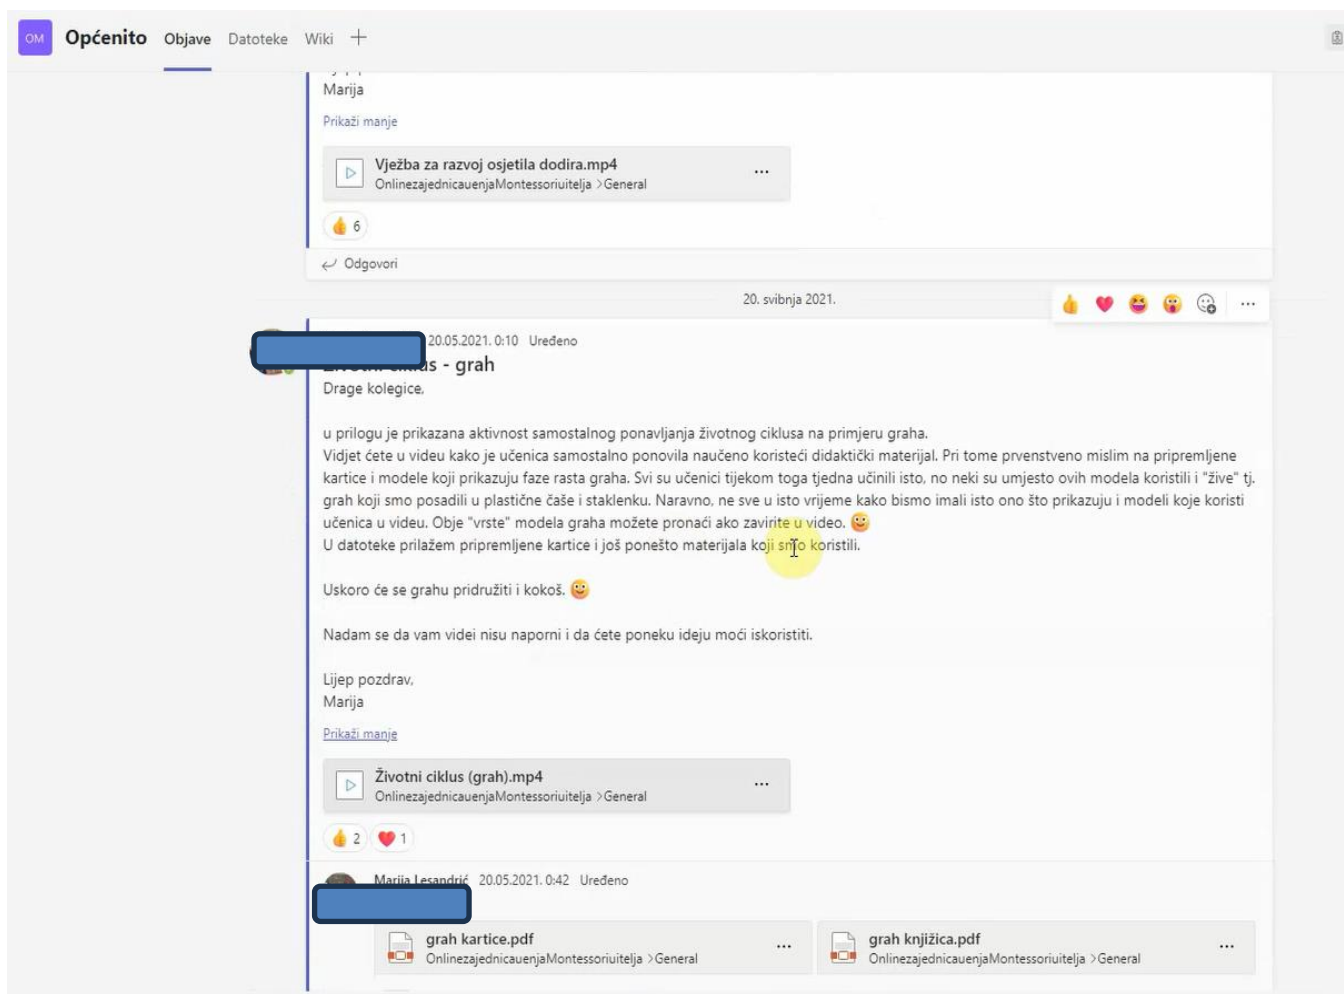 OM Općenito Objave Datoteke Wiki
Marija
Prikaži manje
Vježba za razvoj osjetila dodira.mp4
OnlinezajednicauenjaMontessoriuitelja > General
6
Odgovori
20. svibnja 2021.
20.05.2021. 0:10 Uređeno
- grah
Drage kolegice,
u prilogu je prikazana aktivnost samostalnog ponavljanja životnog ciklusa na primjeru graha.
Vidjet ćete u videu kako je učenica samostalno ponovila naučeno koristeći didaktički materijal. Pri tome prvenstveno mislim na pripremljene
kartice i modele koji prikazuju faze rasta graha. Svi su učenici tijekom toga tjedna učinili isto, no neki su umjesto ovih modela koristili i "žive" tj.
grah koji smo posadili u plastične čaše i staklenku. Naravno, ne sve u isto vrijeme kako bismo imali isto ono što prikazuju i modeli koje koristi
učenica u videu. Obje "vrste" modela graha možete pronaći ako zavirite u video.
U datoteke prilažem pripremljene kartice i još ponešto materijala koji smo koristili.
Uskoro će se grahu pridružiti i kokoš.
Nadam se da vam videi nisu naporni i da ćete poneku ideju moći iskoristiti.
Lijep pozdrav,
Marija
Prikaži manje
Životni ciklus (grah).mp4
OnlinezajednicauenjaMontessoriuitelja > General
2 1
Marija Lesandrić 20.05.2021. 0:42 Uređeno
grah kartice.pdf
OnlinezajednicauenjaMontessoriuitelja > General
grah knjižica.pdf
OnlinezajednicauenjaMontessoriuitelja > General